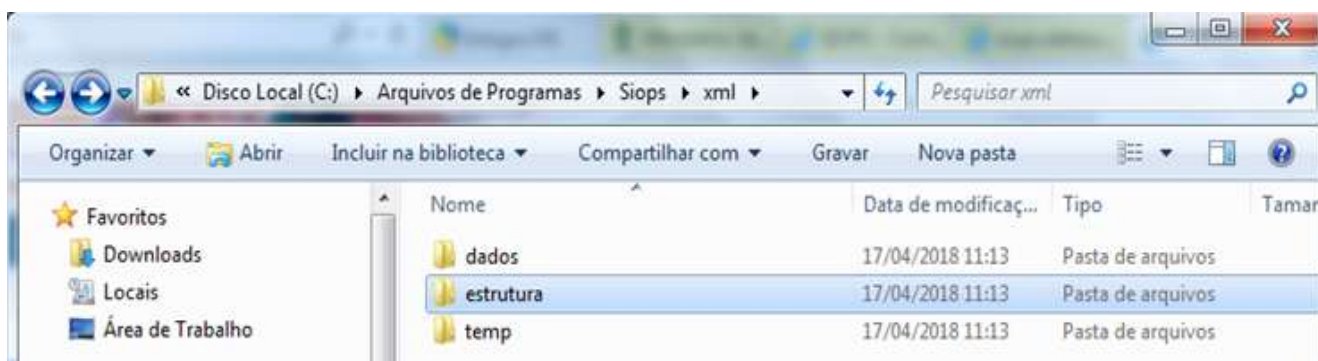 « Disco Local (C:) ▸ Arquivos de Programas ▸ Siops ▸ xml ▸ Pesquisar xml
Organizar Abrir Incluir na biblioteca Compartilhar com Gravar Nova pasta
Favoritos Nome Data de modificaç... Tipo Tamar
Downloads dados 17/04/2018 11:13 Pasta de arquivos
Locais estrutura 17/04/2018 11:13 Pasta de arquivos
Área de Trabalho temp 17/04/2018 11:13 Pasta de arquivos